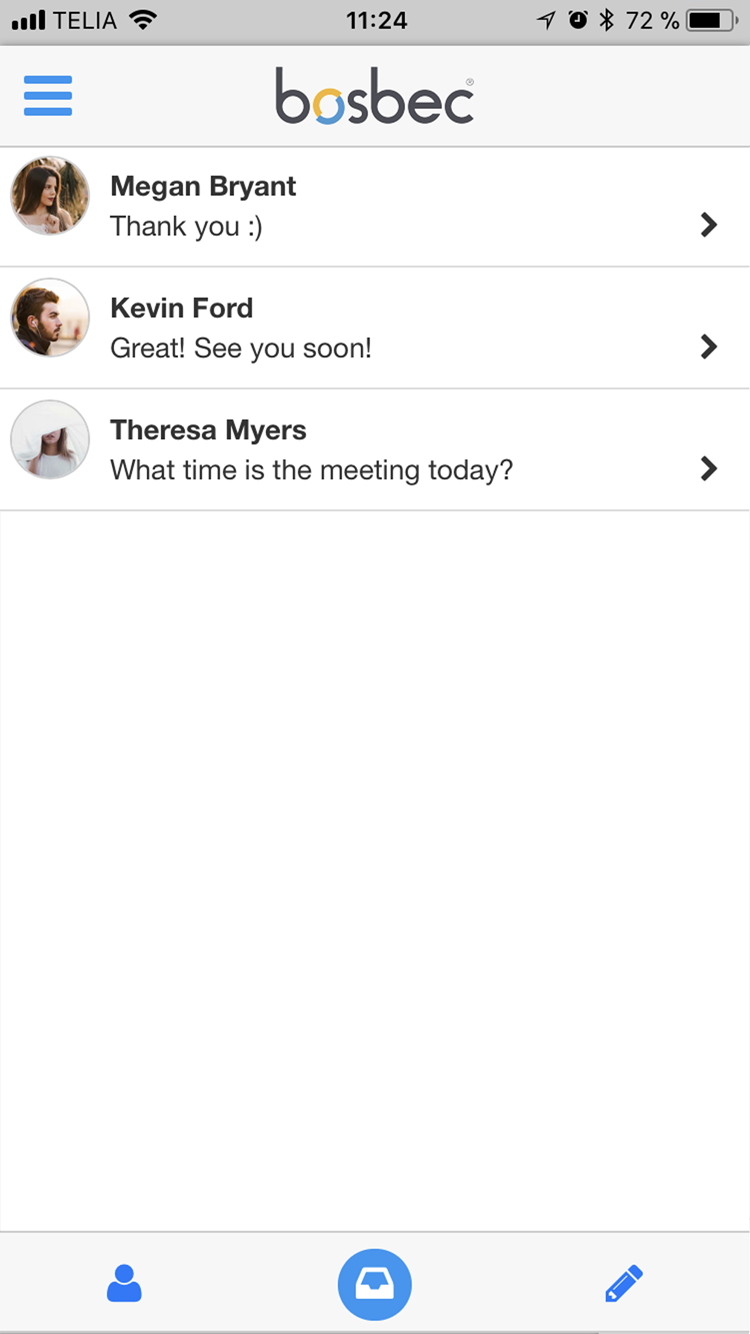 TELIA 11:24 72 %
bosbec®
Megan Bryant
Thank you :)
Kevin Ford
Great! See you soon!
Theresa Myers
What time is the meeting today?